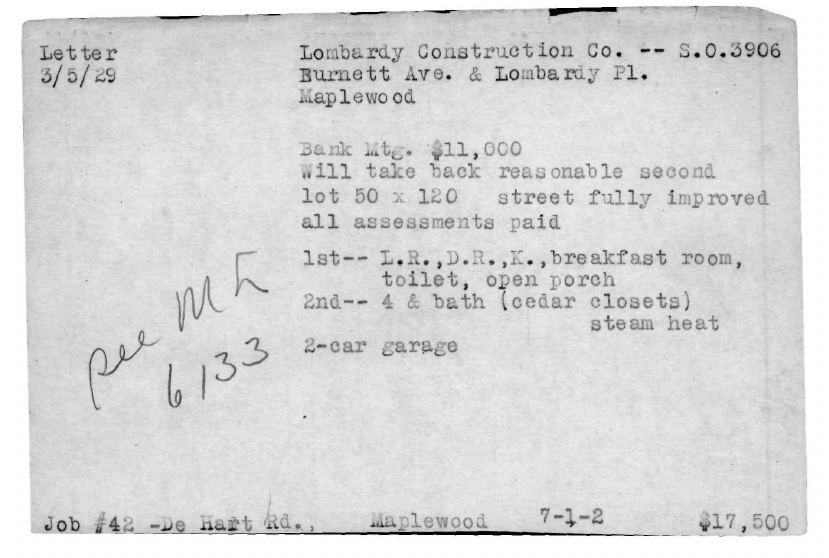 Letter Lombardy Construction Co. -- S.O.3906
3/5/29 Burnett Ave. & Lombardy Pl.
Maplewood
Bank Mtg. $11,000
Will take back reasonable second
lot 50 x 120 street fully improved
all assessments paid
1st-- L.R.,D.R.,K.,breakfast room,
toilet, open porch
2nd-- 4 & bath (cedar closets)
steam heat
2-car garage
see M
6133
Job #42 -De Hart Rd., Maplewood 7-1-2 $17,500